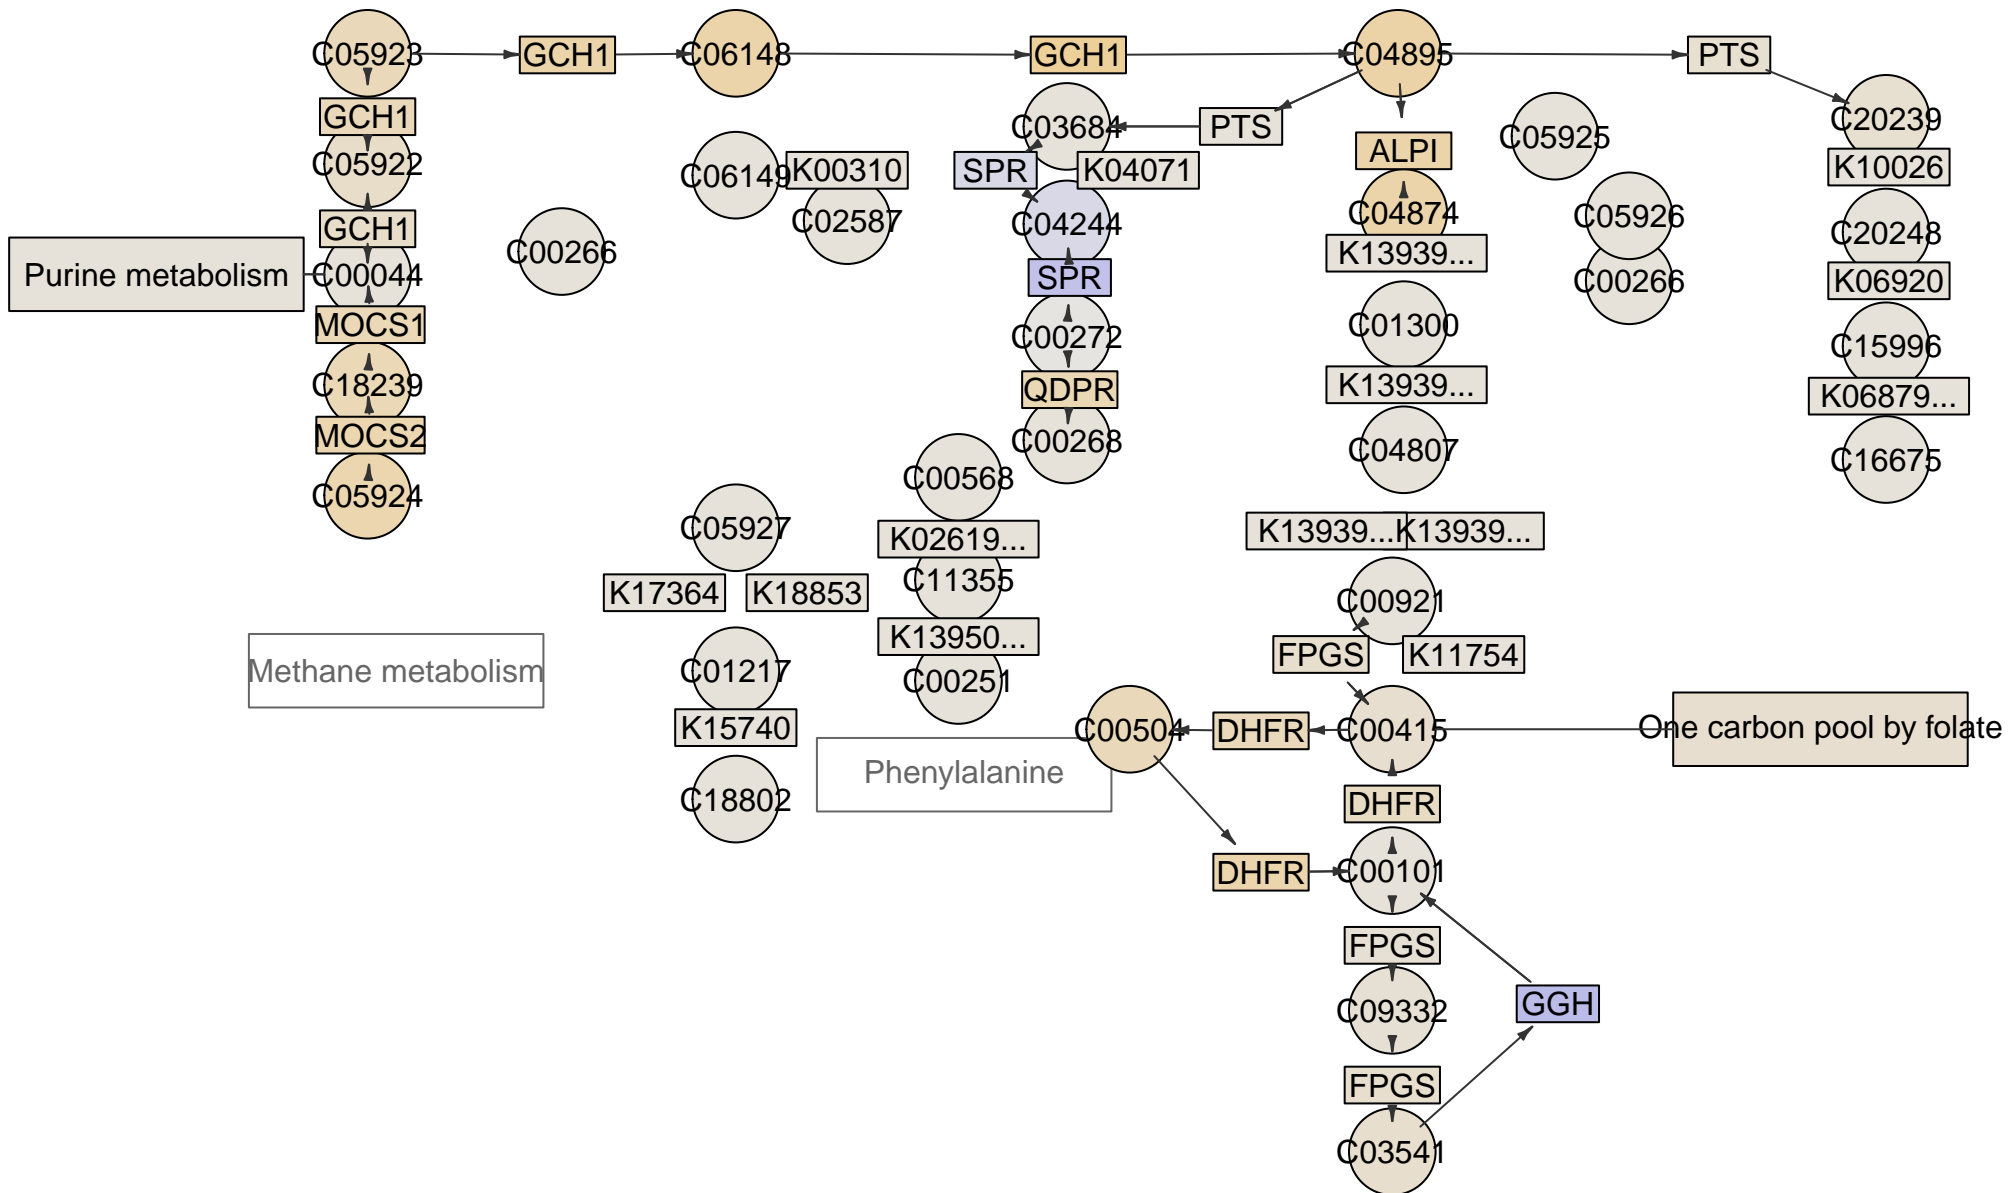 C05923
GCH1
C06148
GCH1
C04895
PTS
GCH1
C03684
PTS
C05925
C20239
ALPI
C05922
C06149
K00310
SPR
K04071
K10026
GCH1
C00266
C02587
C04244
C04874
C05926
C20248
K13939...
Purine metabolism
C00044
SPR
C00266
K06920
MOCS1
C00272
C01300
C15996
C18239
QDPR
K13939...
K06879...
MOCS2
C00268
C04807
C16675
C05924
C00568
C05927
K02619...
K13939...
K13939...
K17364
K18853
C11355
C00921
K13950...
FPGS
K11754
Methane metabolism
C01217
C00251
K15740
C00504
DHFR
C00415
One carbon pool by folate
Phenylalanine
C18802
DHFR
DHFR
C00101
FPGS
C09332
GGH
FPGS
C03541